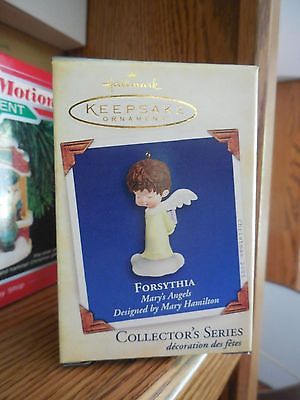 Hallmark
KEEPSAKE
ORNAMENT
FORSYTHIA
Mary's Angels
Designed by Mary Hamilton
COLLECTOR'S SERIES
décoration des fêtes
Motion